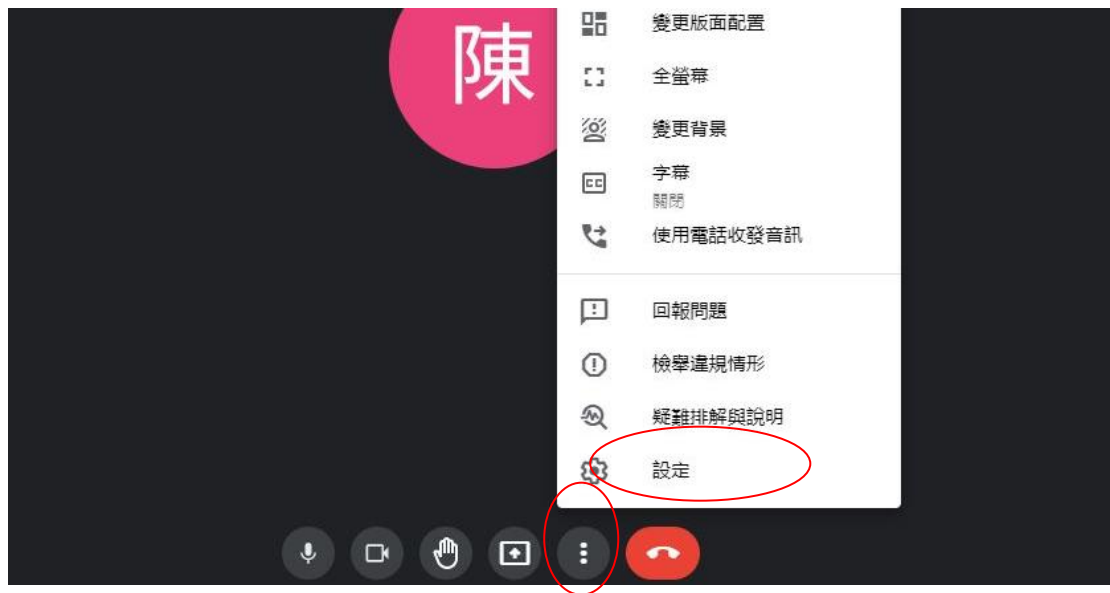 陳
變更版面配置
全螢幕
變更背景
字幕
關閉
使用電話收發音訊
回報問題
檢舉違規情形
疑難排解與說明
設定